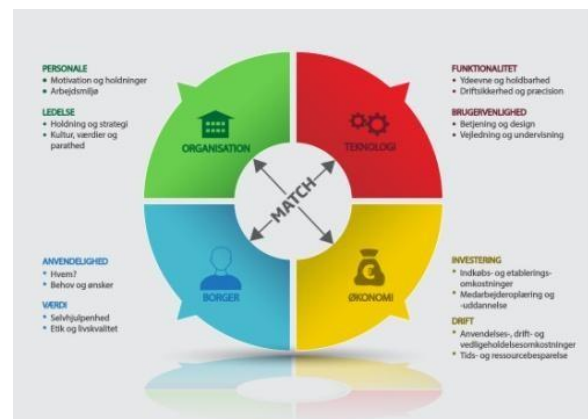 PERSONALE
• Motivation og holdninger
• Arbejdsmiljø
LEDELSE
• Holdning og strategi
• Kultur, værdier og
parathed
FUNKTIONALITET
• Ydeevne og holdbarhed
• Driftsikkerhed og præcision
BRUGERVENLIGHED
• Betjening og design
• Vejledning og undervisning
ORGANISATION
TEKNOLOGI
MATCH
BORGER
ØKONOMI
ANVENDELIGHED
• Hvem?
• Behov og ønsker
VÆRDI
• Selvhjulpenhed
• Etik og livskvalitet
INVESTERING
• Indkøbs- og etablerings-
omkostninger
• Medarbejderoplæring og
-uddannelse
DRIFT
• Anvendelses-, drift- og
vedligeholdelsesomkostninger
• Tids- og ressourcebesparelse